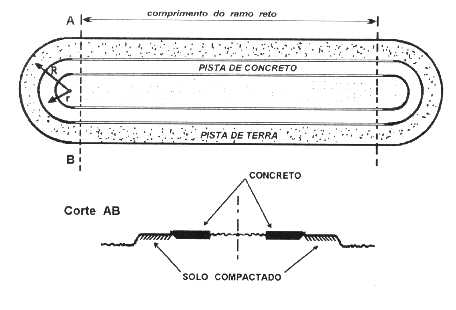 A
comprimento do ramo reto
R
r
PISTA DE CONCRETO
PISTA DE TERRA
B
CONCRETO
Corte AB
SOLO COMPACTADO